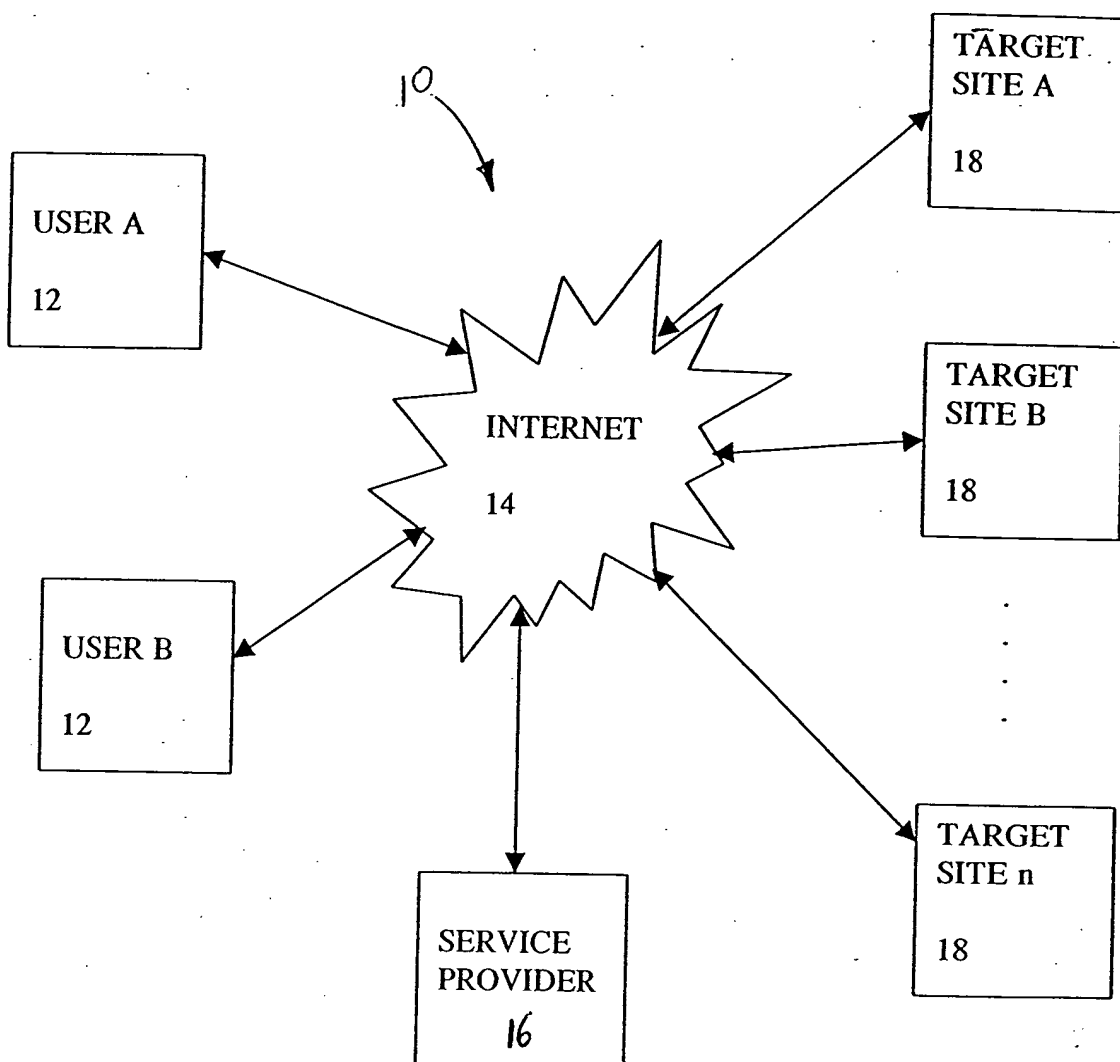 10
TARGET
SITE A
18
USER A
12
INTERNET
14
TARGET
SITE B
18
USER B
12
TARGET
SITE n
18
SERVICE
PROVIDER
16